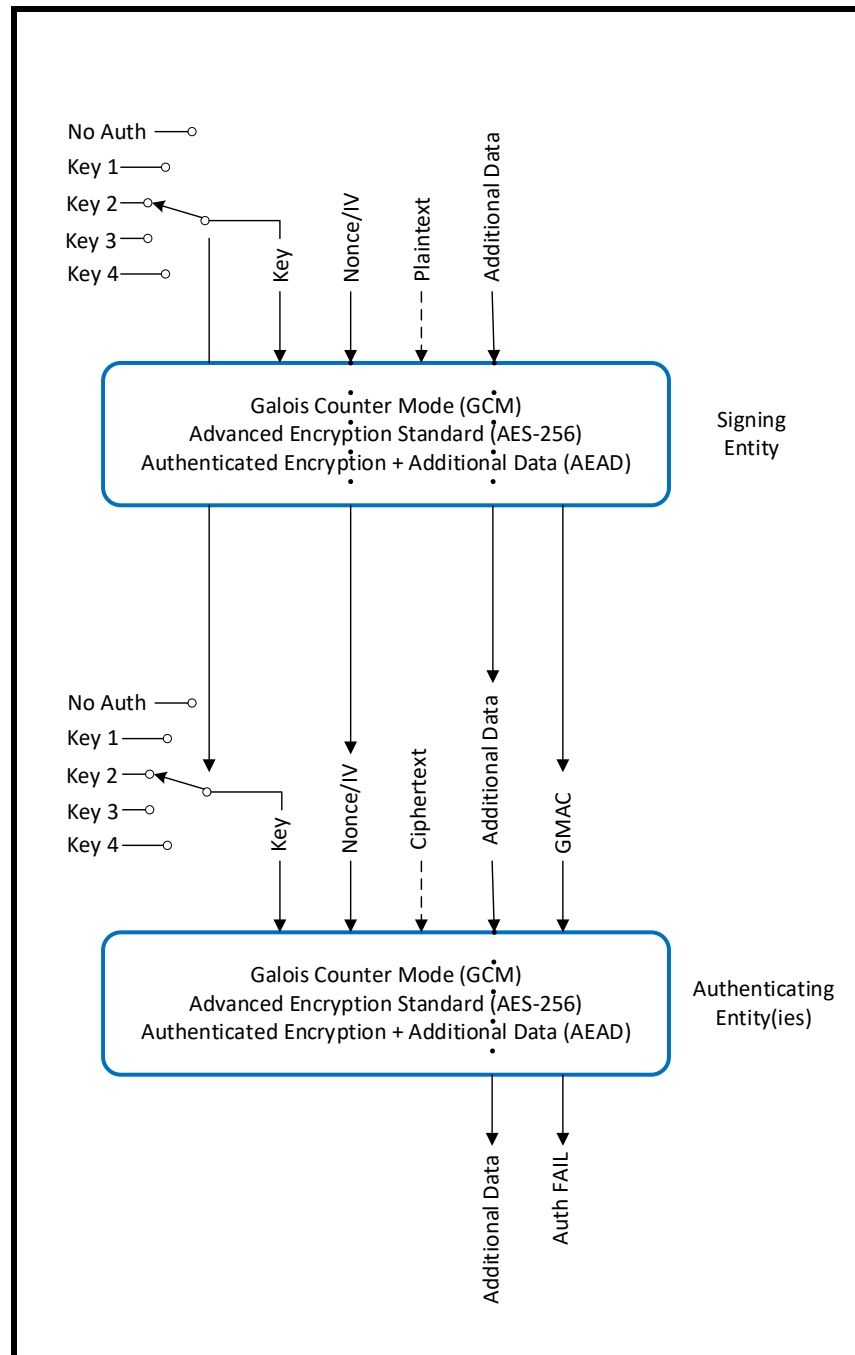 No Auth
Key 1
Key 2
Key 3
Key 4
Key
Nonce/IV
Plaintext
Additional Data
Galois Counter Mode (GCM)
Advanced Encryption Standard (AES-256)
Authenticated Encryption + Additional Data (AEAD)
Signing
Entity
No Auth
Key 1
Key 2
Key 3
Key 4
Key
Nonce/IV
Ciphertext
Additional Data
GMAC
Galois Counter Mode (GCM)
Advanced Encryption Standard (AES-256)
Authenticated Encryption + Additional Data (AEAD)
Authenticating
Entity(ies)
Additional Data
Auth FAIL